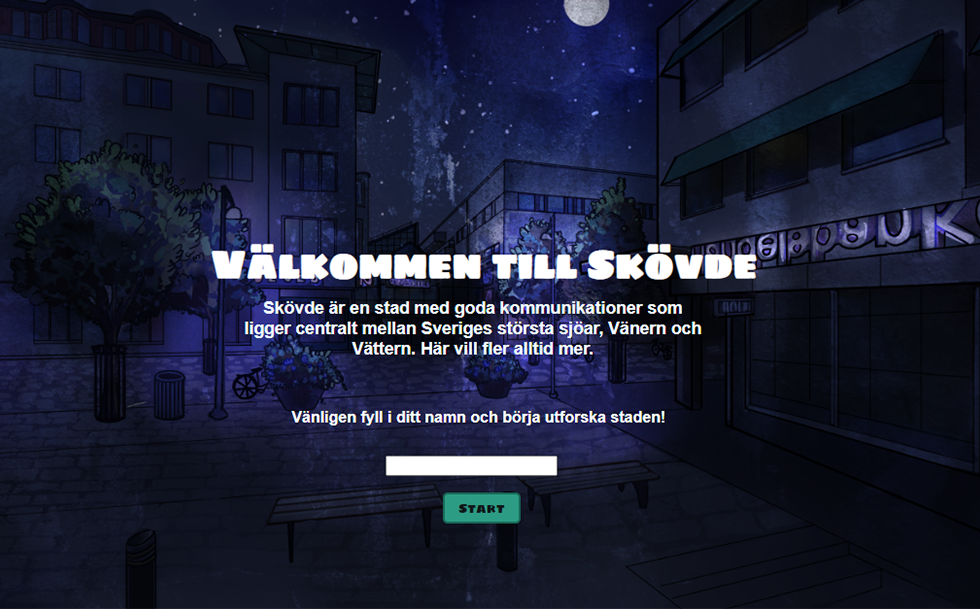 Välkommen till Skövde
Skövde är en stad med goda kommunikationer som
ligger centralt mellan Sveriges största sjöar, Vänern och
Vättern. Här vill fler alltid mer.
Vänligen fyll i ditt namn och börja utforska staden!
Start